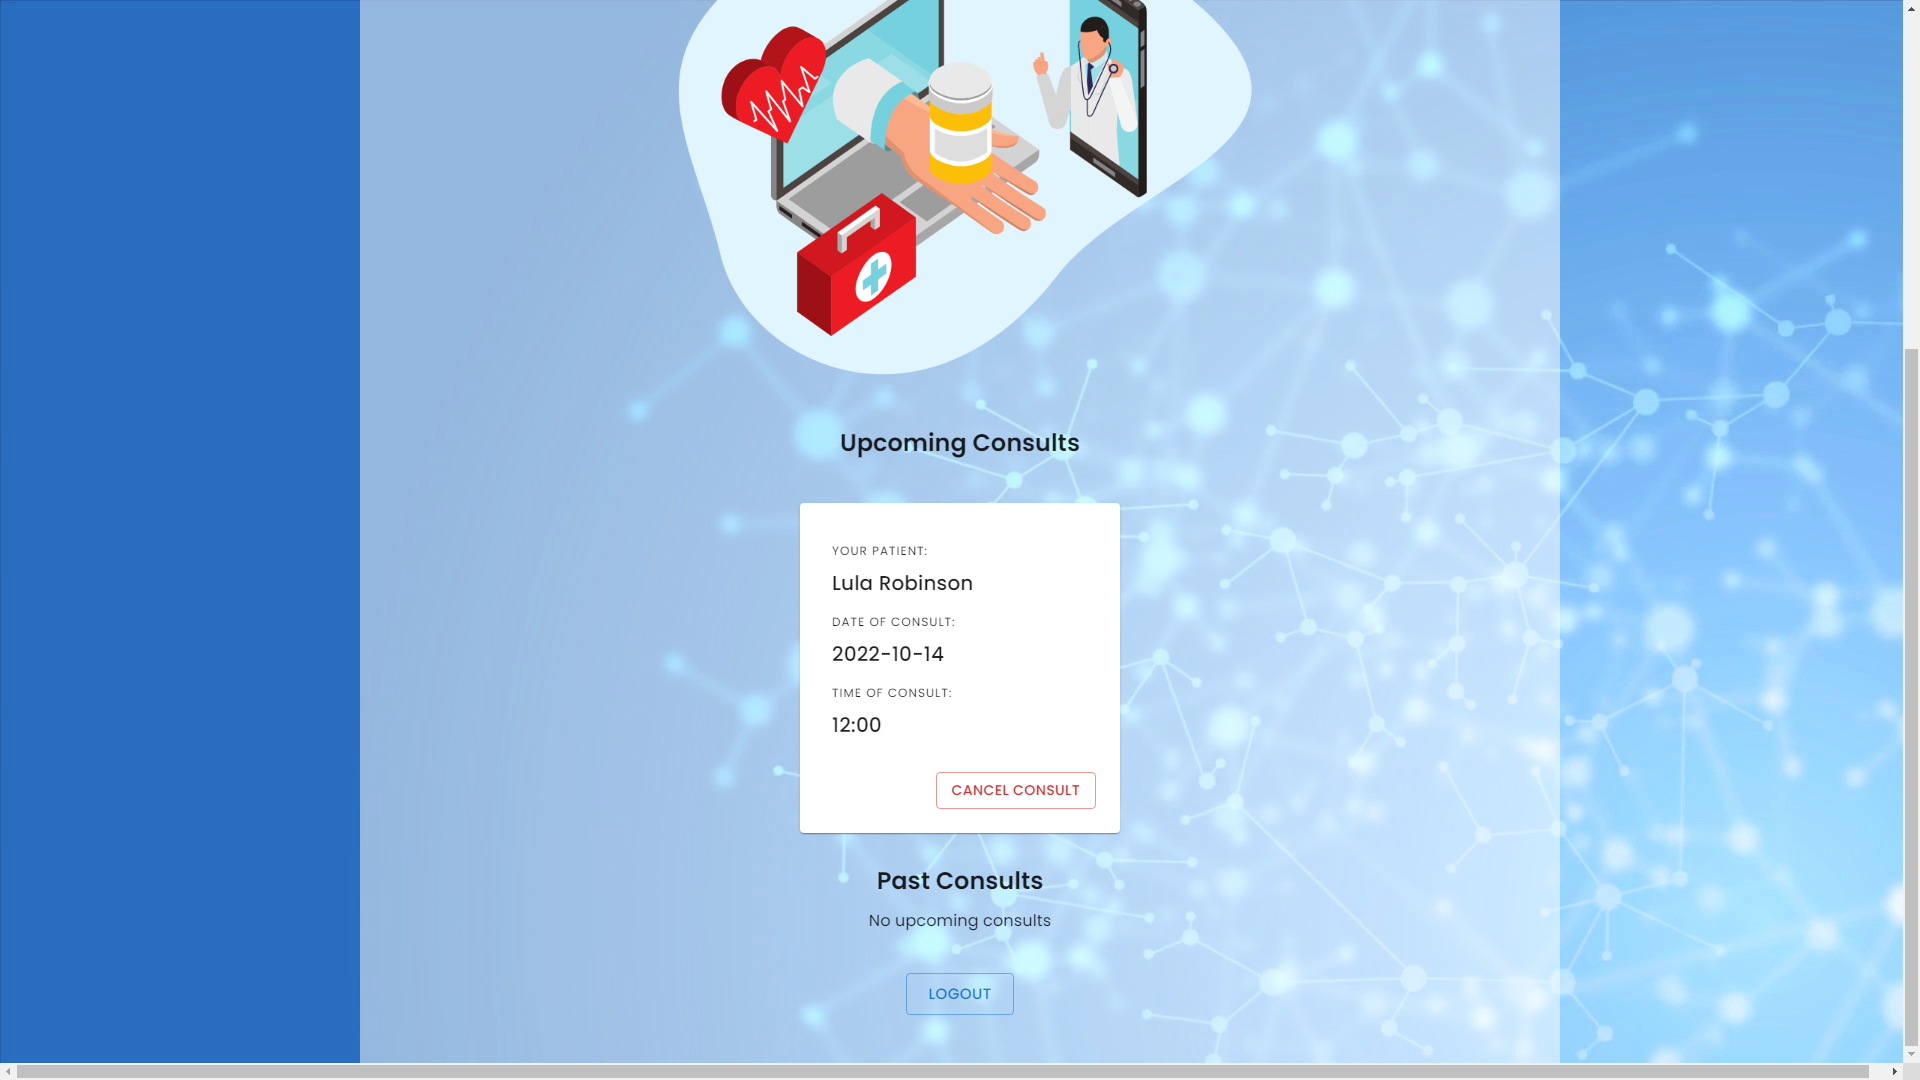 Upcoming Consults
YOUR PATIENT:
Lula Robinson
DATE OF CONSULT:
2022-10-14
TIME OF CONSULT:
12:00
CANCEL CONSULT
Past Consults
No upcoming consults
LOGOUT